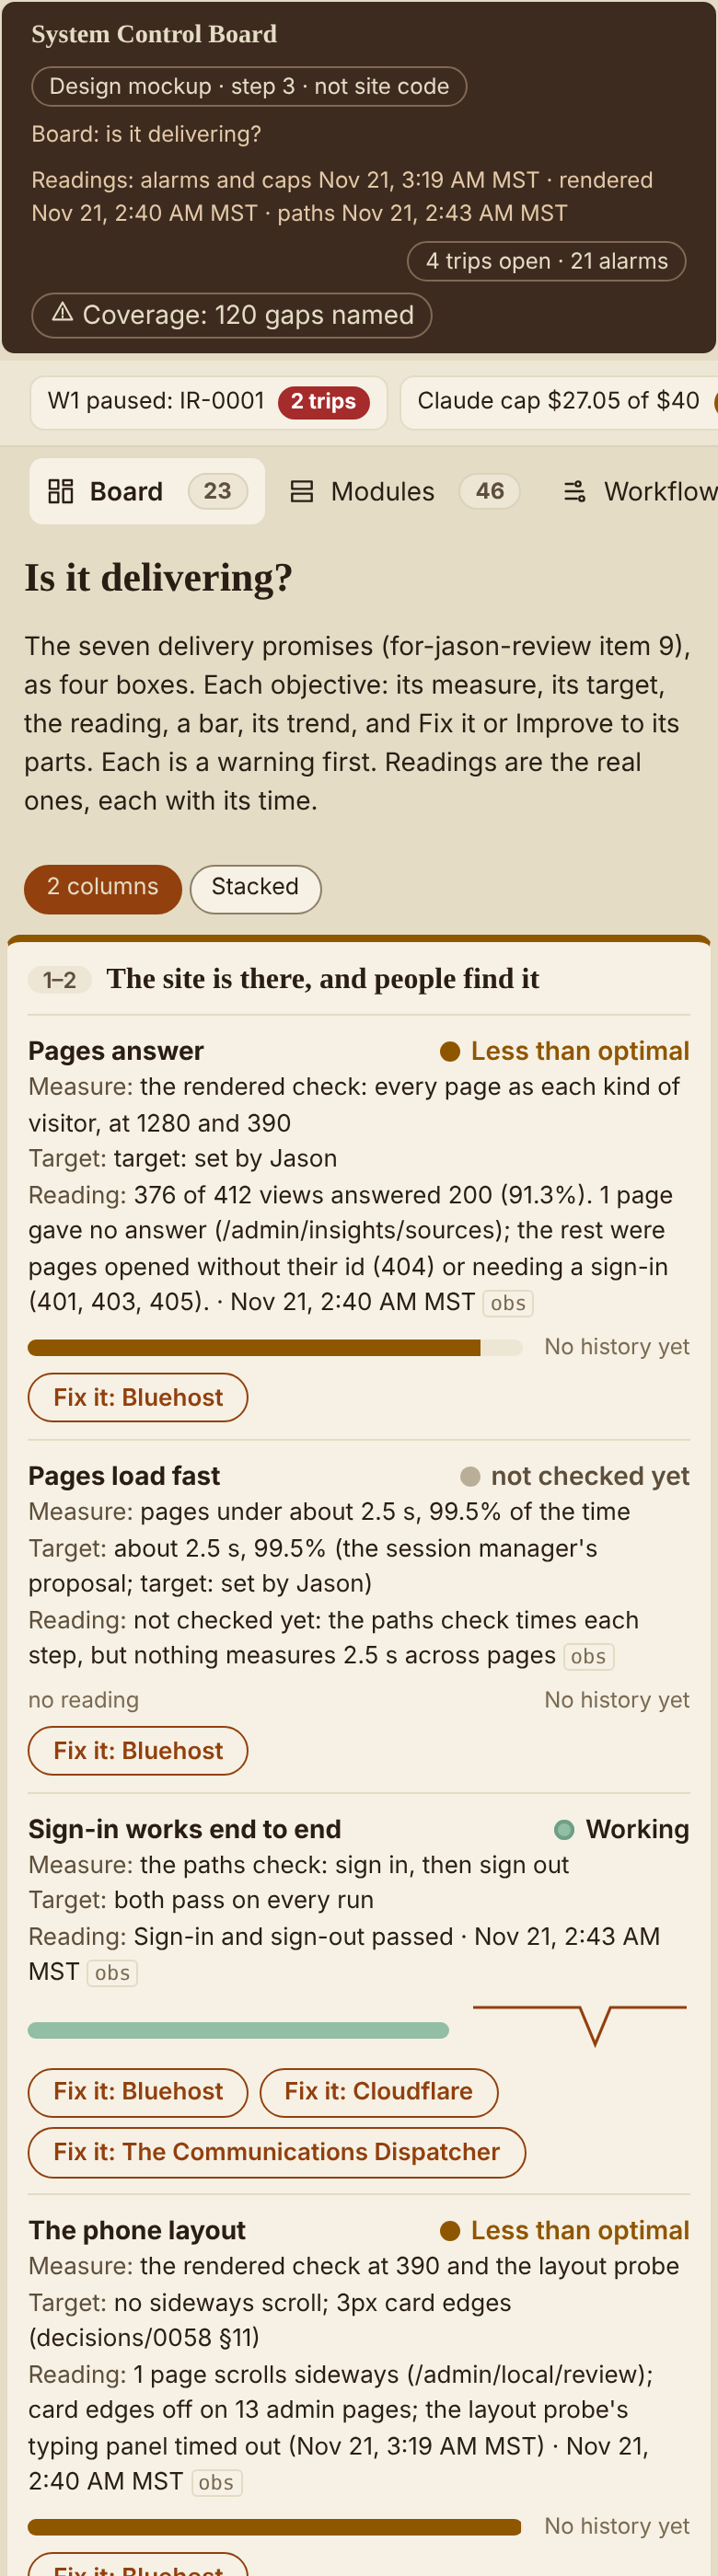 System Control Board
Design mockup · step 3 · not site code
Board: is it delivering?
Readings: alarms and caps Nov 21, 3:19 AM MST · rendered
Nov 21, 2:40 AM MST · paths Nov 21, 2:43 AM MST
4 trips open · 21 alarms
Coverage: 120 gaps named
W1 paused: IR-0001 2 trips Claude cap $27.05 of $40
Board 23 Modules 46 Workflow
Is it delivering?
The seven delivery promises (for-jason-review item 9),
as four boxes. Each objective: its measure, its target,
the reading, a bar, its trend, and Fix it or Improve to its
parts. Each is a warning first. Readings are the real
ones, each with its time.
2 columns Stacked
1–2 The site is there, and people find it
Pages answer Less than optimal
Measure: the rendered check: every page as each kind of
visitor, at 1280 and 390
Target: target: set by Jason
Reading: 376 of 412 views answered 200 (91.3%). 1 page
gave no answer (/admin/insights/sources); the rest were
pages opened without their id (404) or needing a sign-in
(401, 403, 405). · Nov 21, 2:40 AM MST obs
No history yet
Fix it: Bluehost
Pages load fast not checked yet
Measure: pages under about 2.5 s, 99.5% of the time
Target: about 2.5 s, 99.5% (the session manager's
proposal; target: set by Jason)
Reading: not checked yet: the paths check times each
step, but nothing measures 2.5 s across pages obs
no reading No history yet
Fix it: Bluehost
Sign-in works end to end Working
Measure: the paths check: sign in, then sign out
Target: both pass on every run
Reading: Sign-in and sign-out passed · Nov 21, 2:43 AM
MST obs
Fix it: Bluehost Fix it: Cloudflare
Fix it: The Communications Dispatcher
The phone layout Less than optimal
Measure: the rendered check at 390 and the layout probe
Target: no sideways scroll; 3px card edges
(decisions/0058 §11)
Reading: 1 page scrolls sideways (/admin/local/review);
card edges off on 13 admin pages; the layout probe's
typing panel timed out (Nov 21, 3:19 AM MST) · Nov 21,
2:40 AM MST obs
No history yet
Fix it: Bluehost